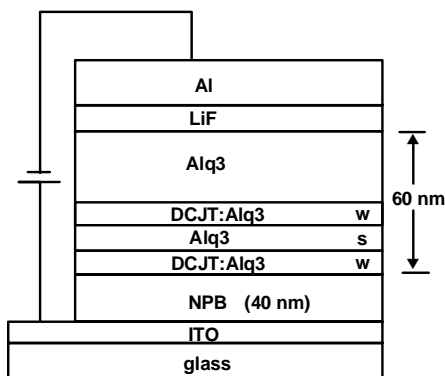 Al
LiF
Alq3
60 nm
DCJT:Alq3 w
Alq3 s
DCJT:Alq3 w
NPB (40 nm)
ITO
glass